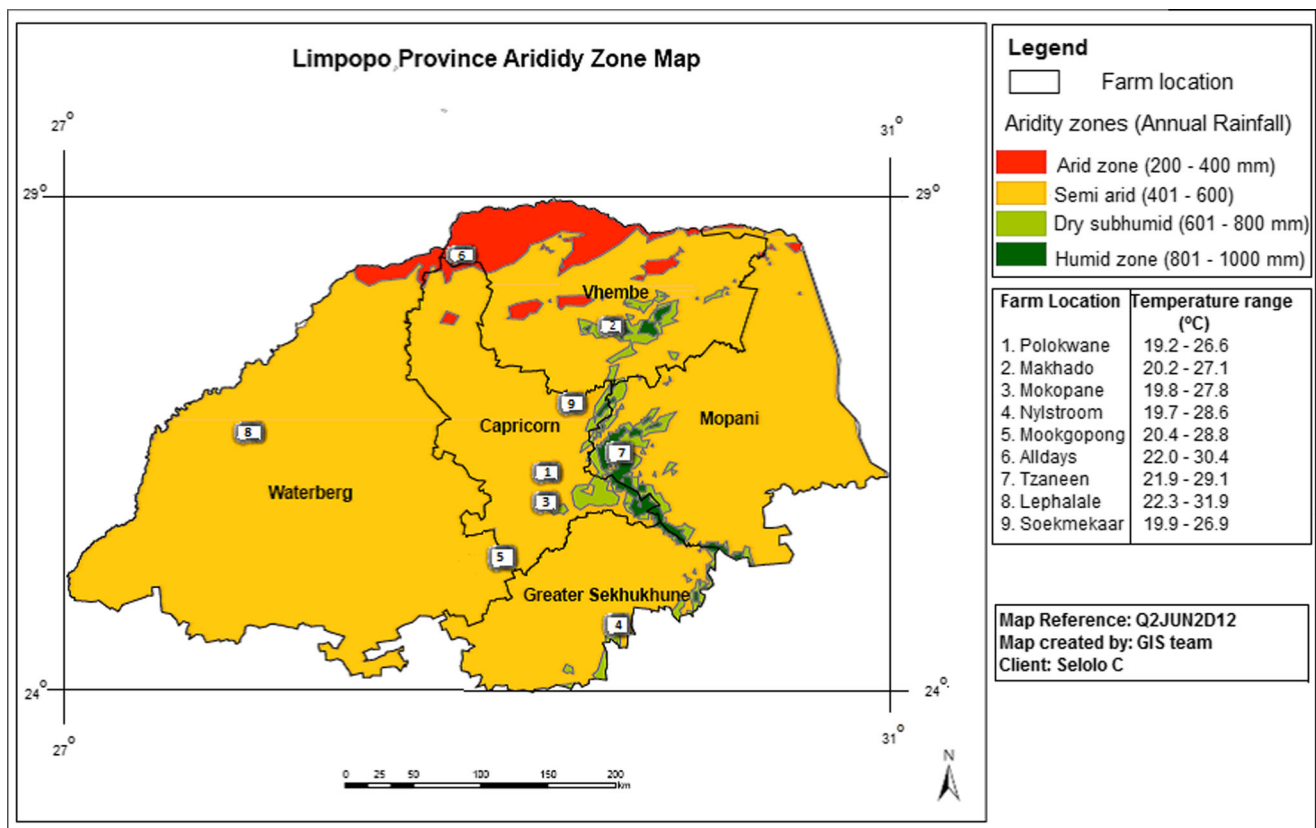 Limpopo Province Arididy Zone Map
27°
31°
29°
29°
6
Vhembe
2
9
Capricorn
Mopani
8
7
1
Waterberg
3
5
Greater Sekhukhune
4
24°
24°
27°
31°
N
0 25 50 100 150 200
km
Legend
Farm location
Aridity zones (Annual Rainfall)
Arid zone (200 - 400 mm)
Semi arid (401 - 600)
Dry subhumid (601 - 800 mm)
Humid zone (801 - 1000 mm)
Farm Location Temperature range
(ºC)
1. Polokwane 19.2 - 26.6
2. Makhado 20.2 - 27.1
3. Mokopane 19.8 - 27.8
4. Nylstroom 19.7 - 28.6
5. Mookgopong 20.4 - 28.8
6. Alldays 22.0 - 30.4
7. Tzaneen 21.9 - 29.1
8. Lephalale 22.3 - 31.9
9. Soekmekaar 19.9 - 26.9
Map Reference: Q2JUN2D12
Map created by: GIS team
Client: Selolo C